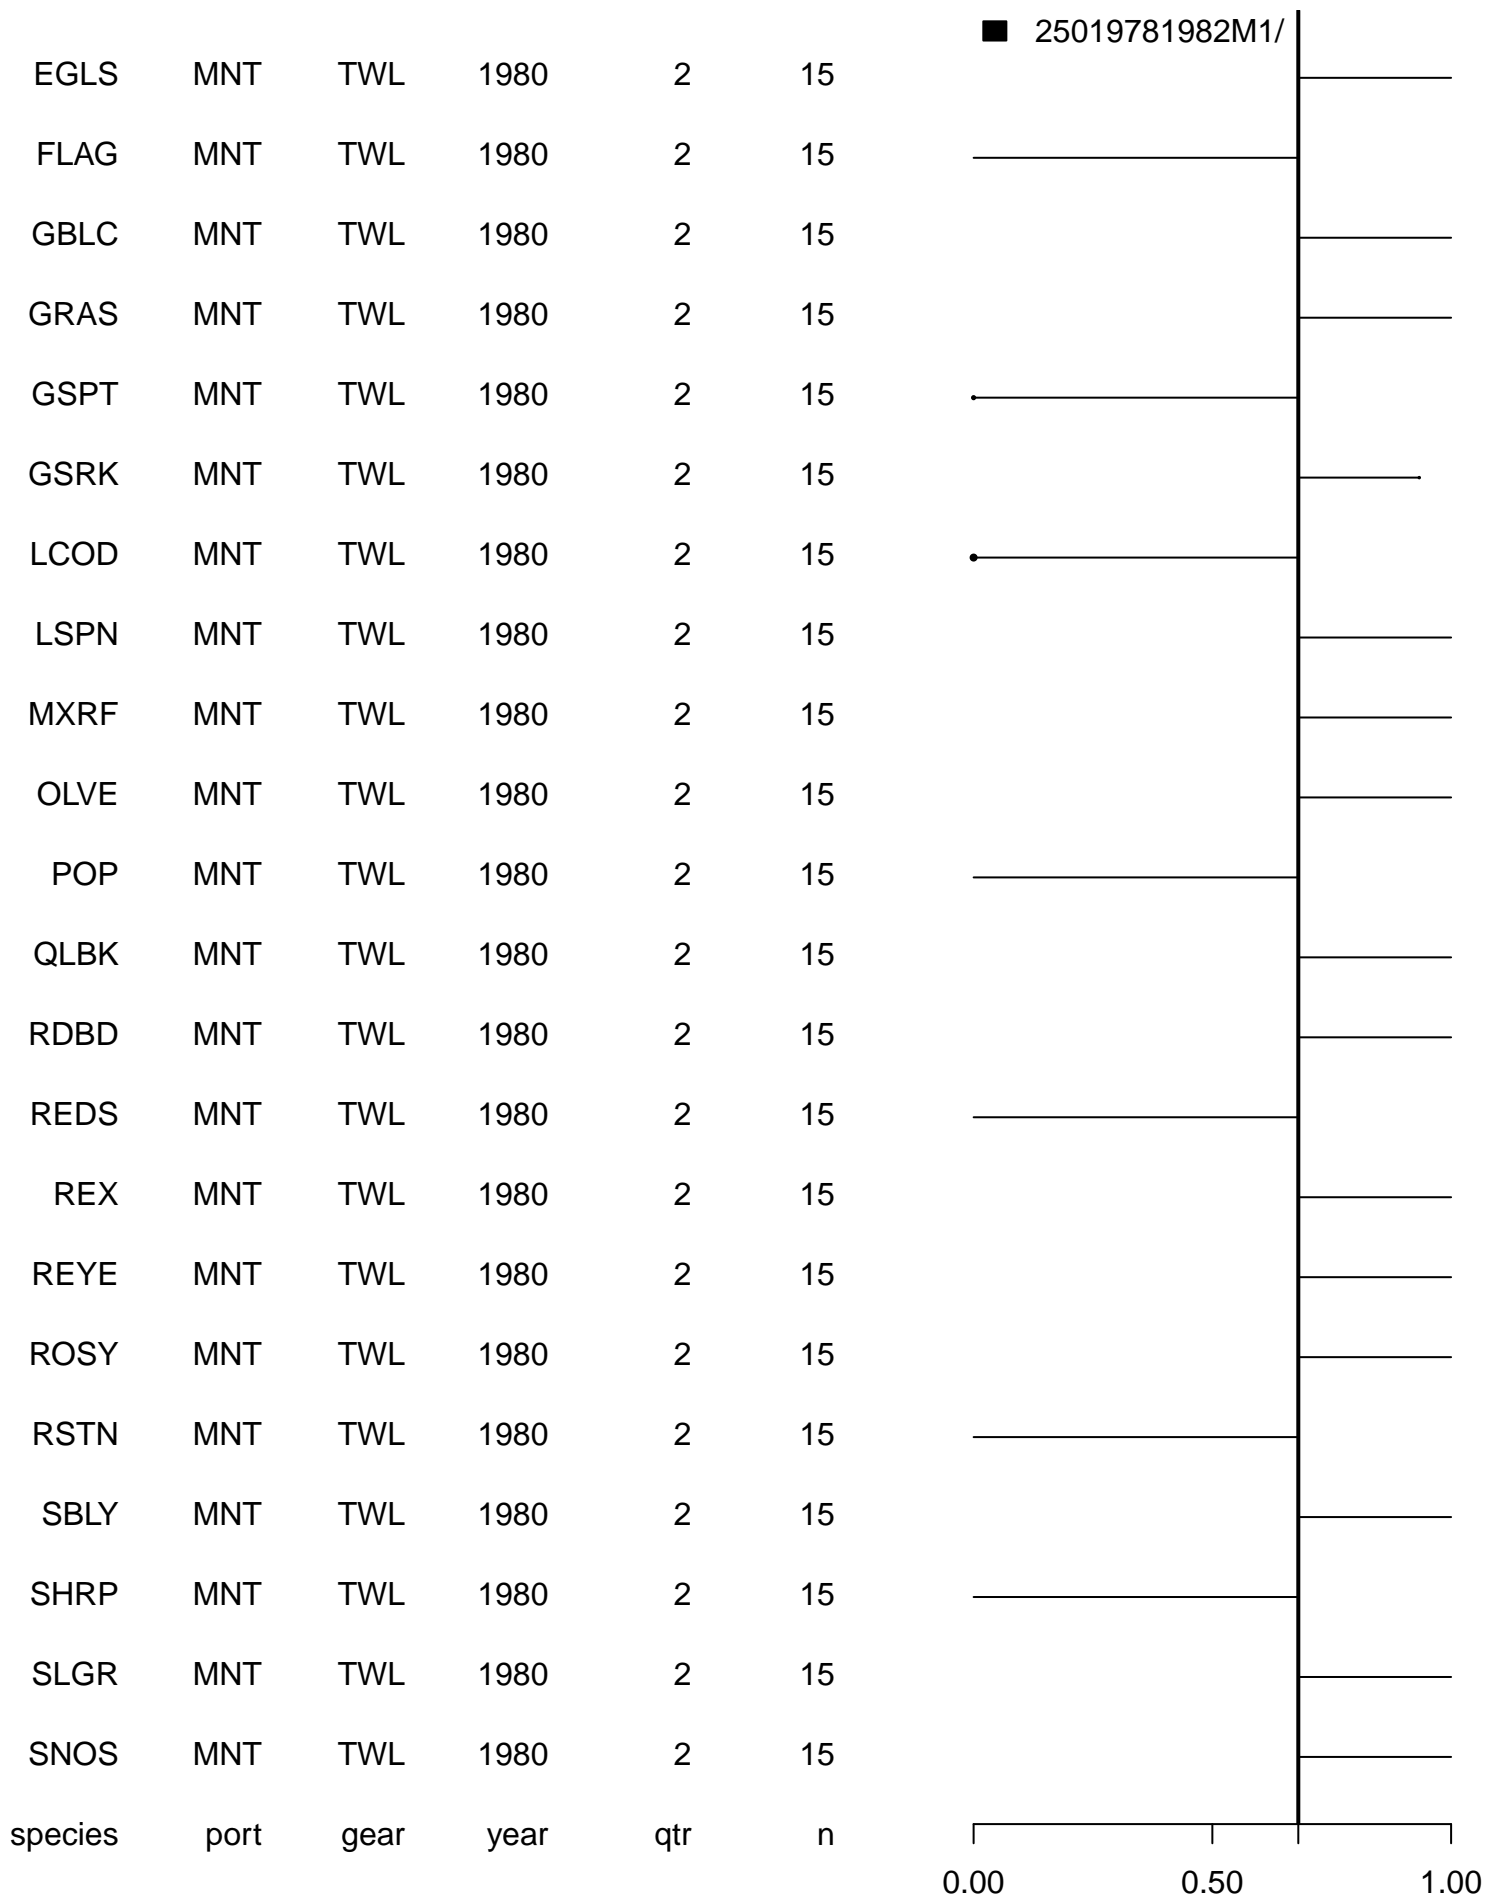 25019781982M1/
EGLS MNT TWL 1980 2 15
FLAG MNT TWL 1980 2 15
GBLC MNT TWL 1980 2 15
GRAS MNT TWL 1980 2 15
GSPT MNT TWL 1980 2 15
GSRK MNT TWL 1980 2 15
LCOD MNT TWL 1980 2 15
LSPN MNT TWL 1980 2 15
MXRF MNT TWL 1980 2 15
OLVE MNT TWL 1980 2 15
POP MNT TWL 1980 2 15
QLBK MNT TWL 1980 2 15
RDBD MNT TWL 1980 2 15
REDS MNT TWL 1980 2 15
REX MNT TWL 1980 2 15
REYE MNT TWL 1980 2 15
ROSY MNT TWL 1980 2 15
RSTN MNT TWL 1980 2 15
SBLY MNT TWL 1980 2 15
SHRP MNT TWL 1980 2 15
SLGR MNT TWL 1980 2 15
SNOS MNT TWL 1980 2 15
species port gear year qtr n
0.00 0.50 1.00